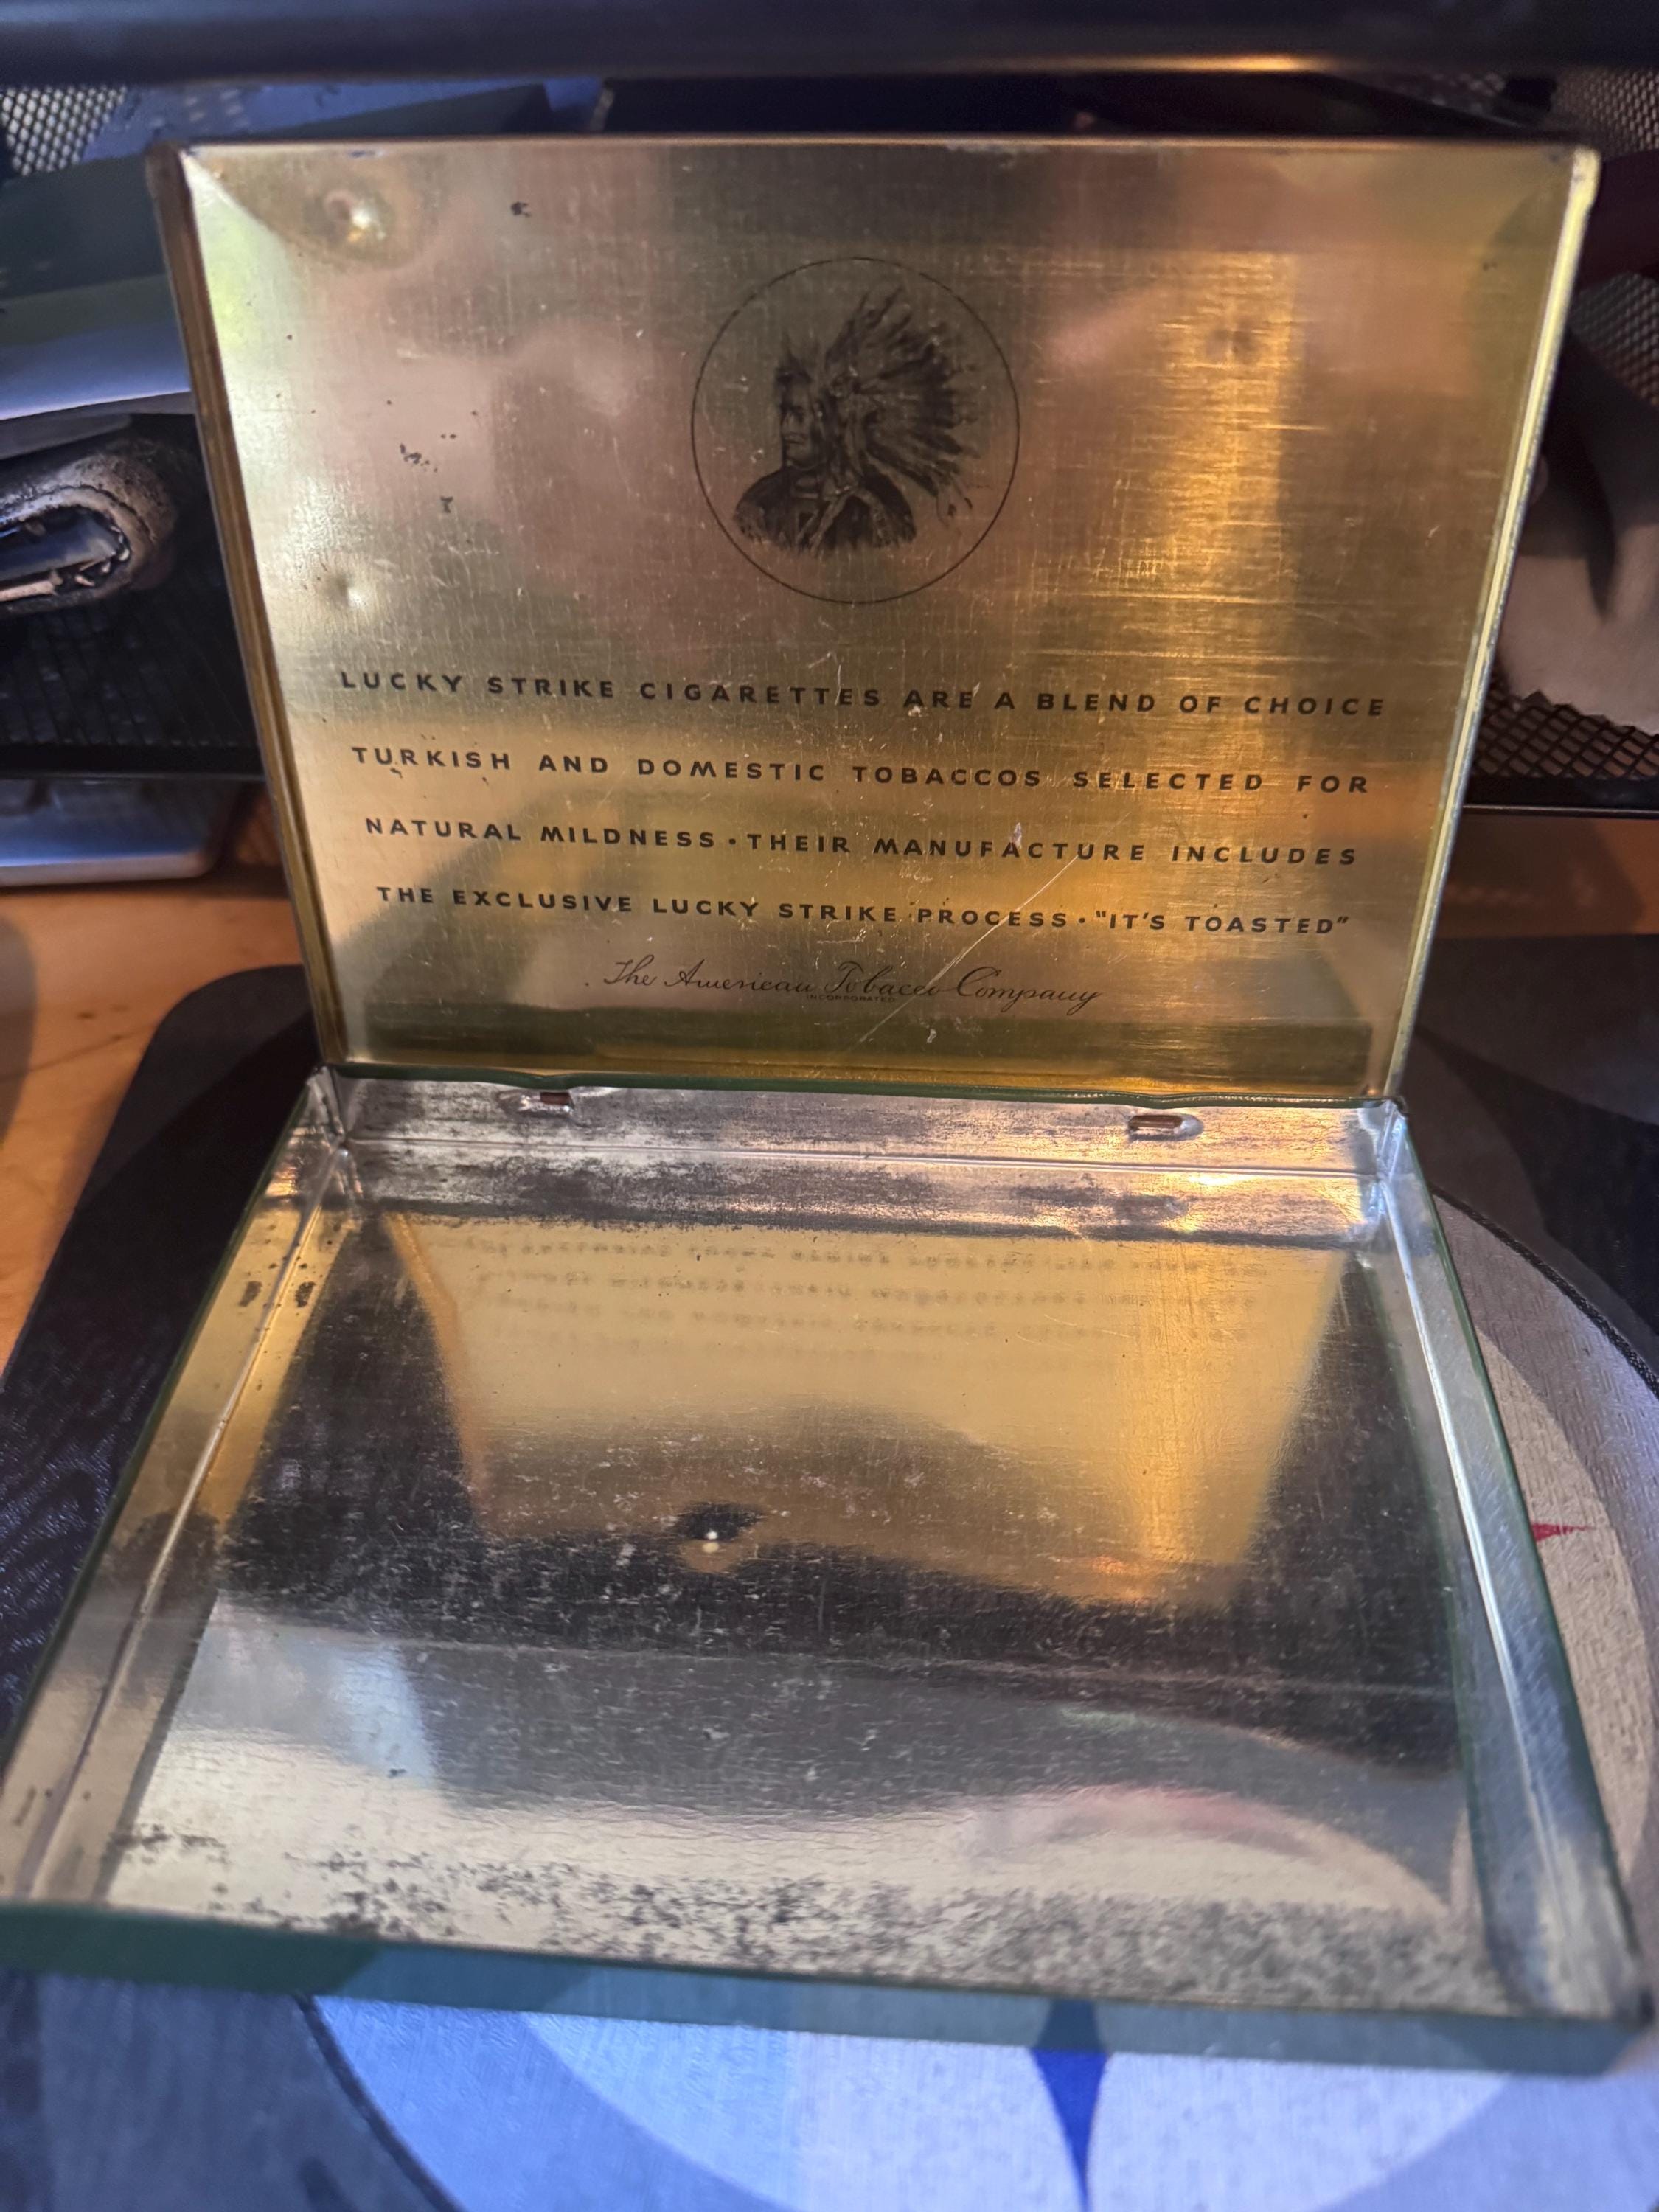 LUCKY STRIKE CIGARETTES ARE A BLEND OF CHOICE
TURKISH AND DOMESTIC TOBACCOS SELECTED FOR
NATURAL MILDNESS • THEIR MANUFACTURE INCLUDES
THE EXCLUSIVE LUCKY STRIKE PROCESS • "IT'S TOASTED"
The American Tobacco Company
INCORPORATED